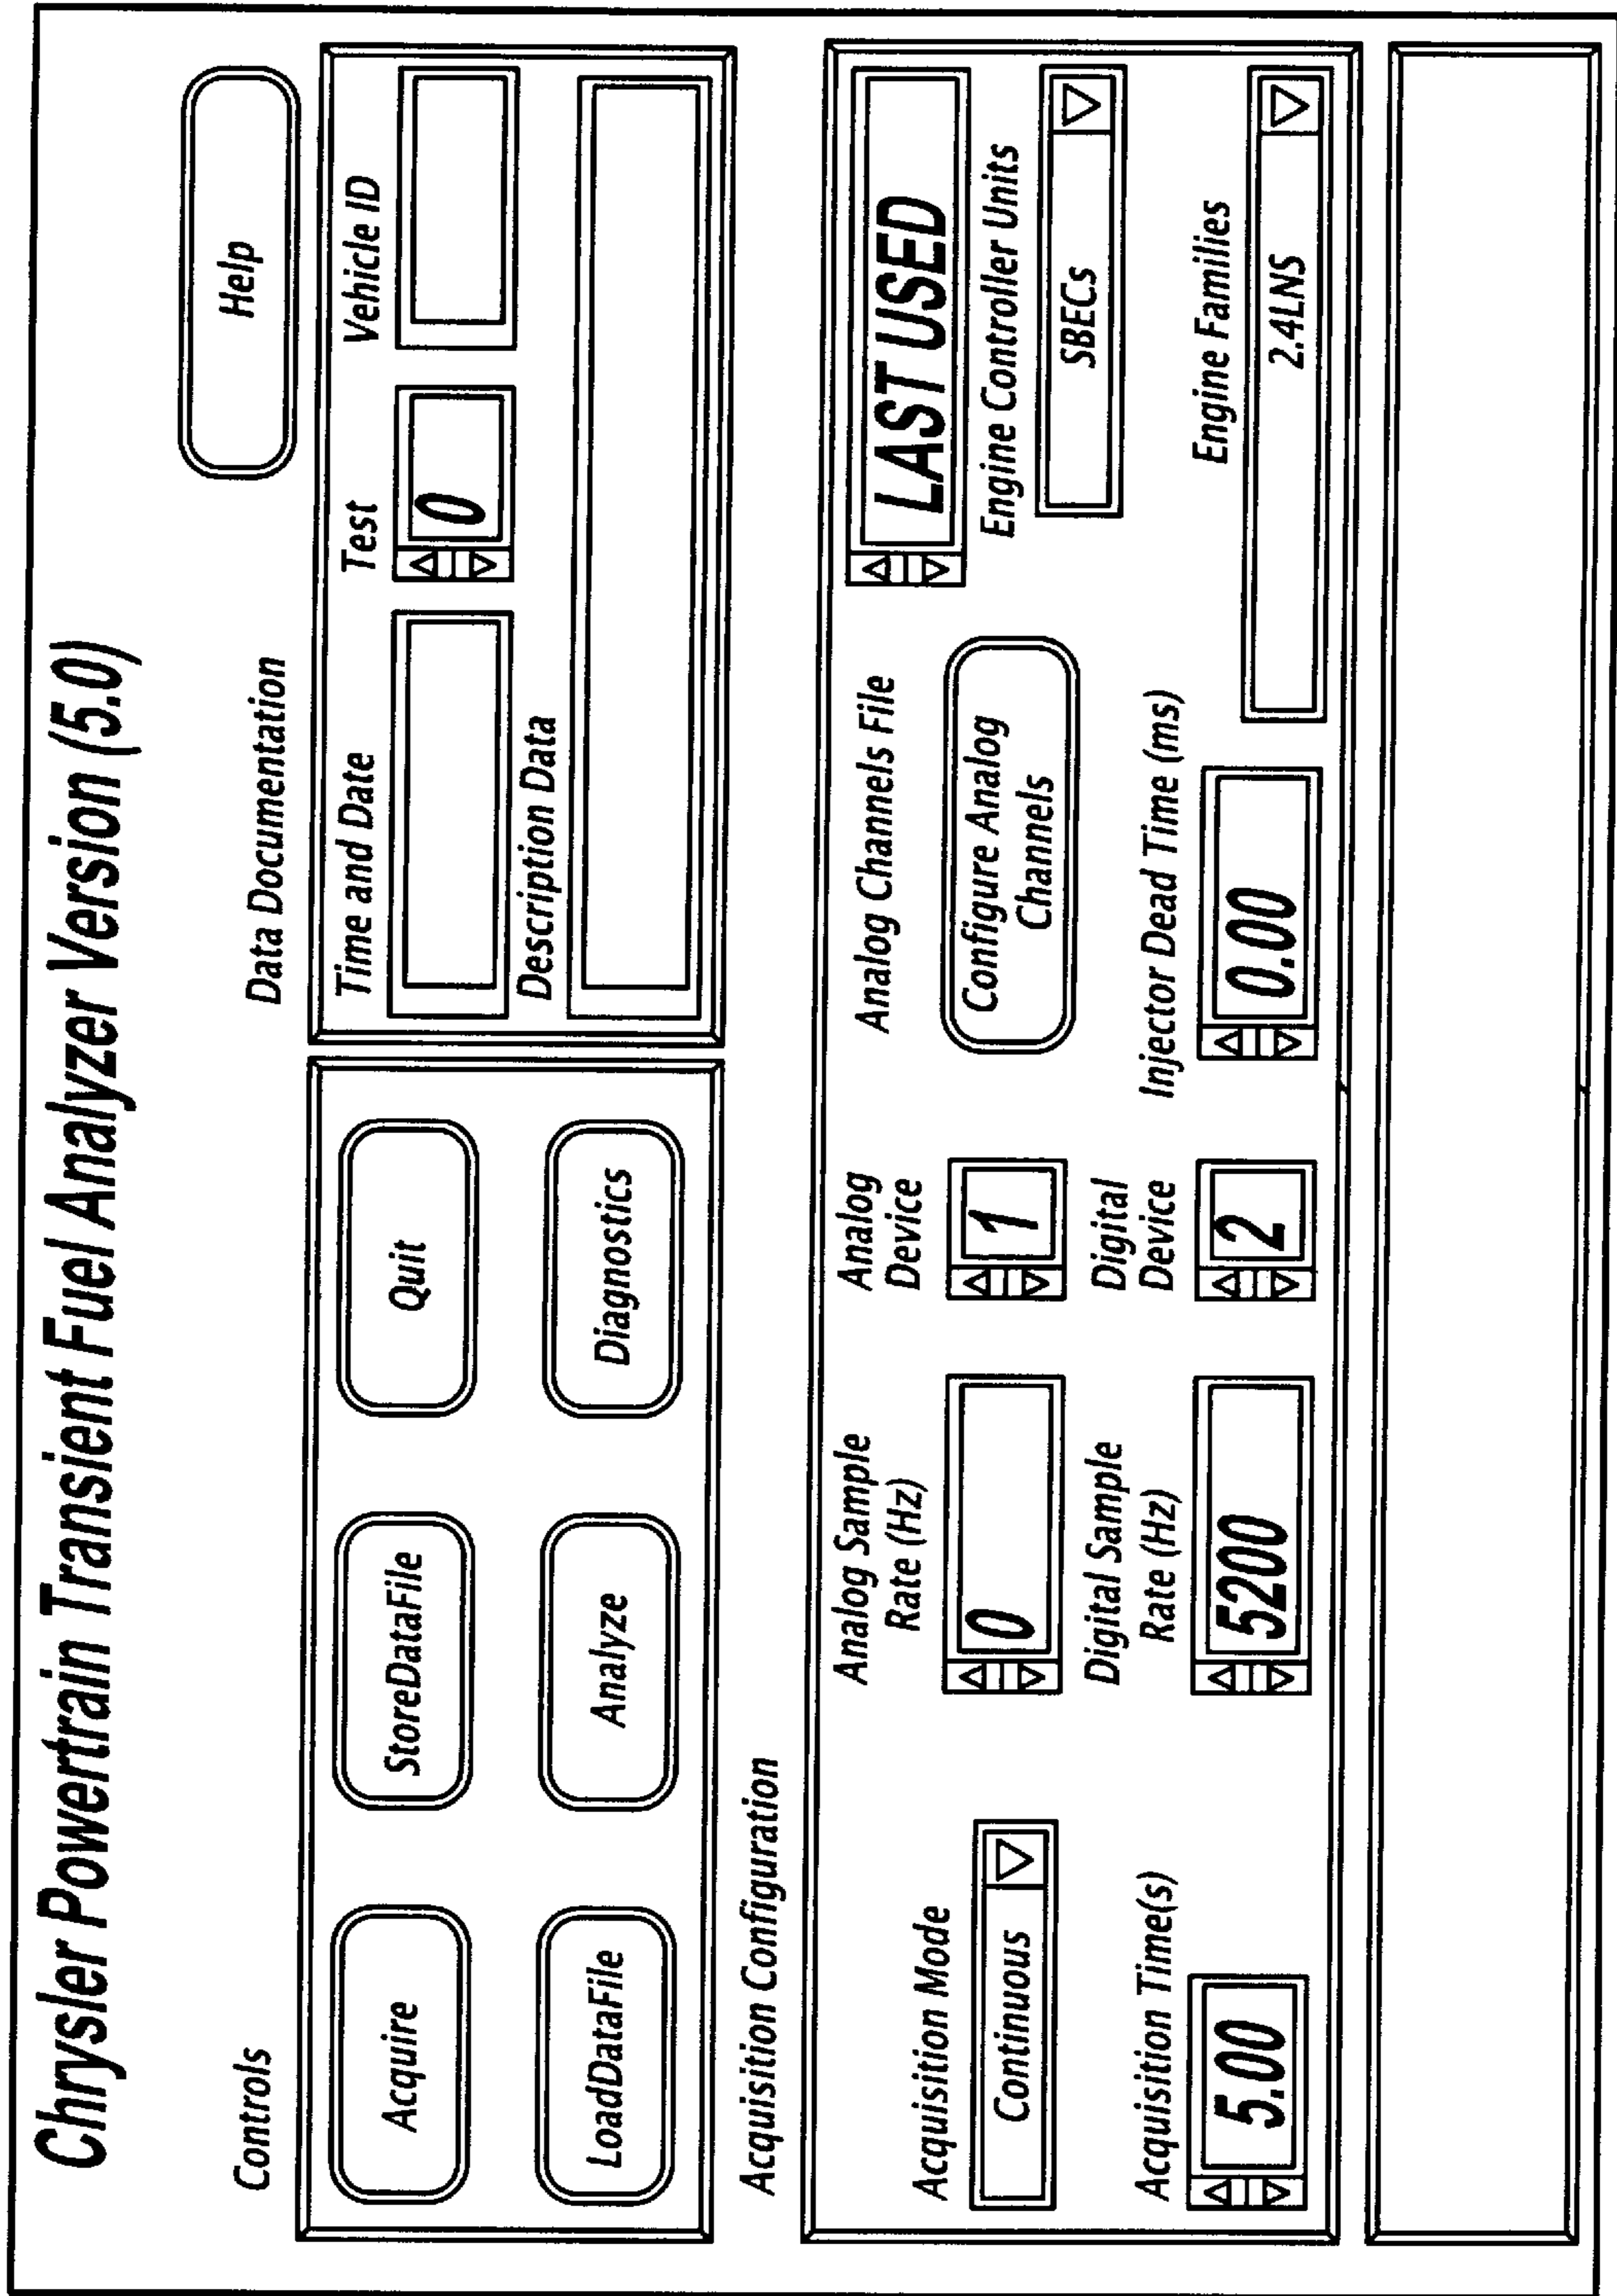 Chrysler Powertrain Transient Fuel Analyzer Version (5.0)
Help
Controls
Data Documentation
Acquire
StoreDataFile
Quit
LoadDataFile
Analyze
Diagnostics
Time and Date
Test
Vehicle ID
0
Description Data
Acquisition Configuration
Acquisition Mode
Continuous
Analog Sample
Rate (Hz)
0
Analog
Device
1
Analog Channels File
LAST USED
Configure Analog
Channels
Engine Controller Units
SBECs
Acquisition Time(s)
5.00
Digital Sample
Rate (Hz)
5200
Digital
Device
2
Injector Dead Time (ms)
0.00
Engine Families
2.4LNS